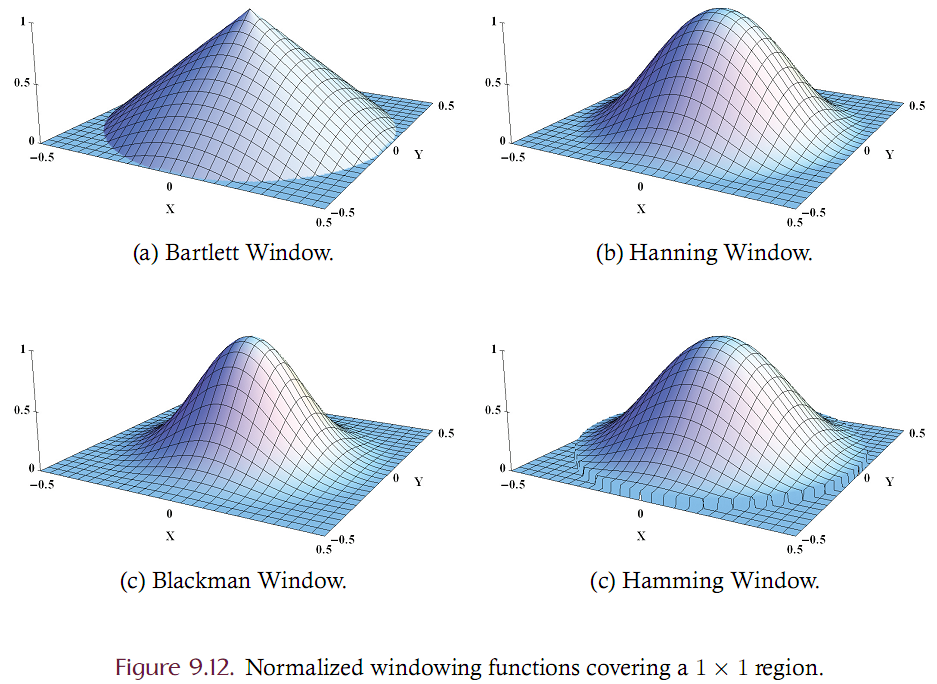 1
0.5
0
−0.5
0
X
0.5
−0.5
0
Y
0.5
(a) Bartlett Window.
1
0.5
0
−0.5
0
X
0.5
−0.5
0
Y
0.5
(b) Hanning Window.
1
0.5
0
−0.5
0
X
0.5
−0.5
0
Y
0.5
(c) Blackman Window.
1
0.5
0
−0.5
0
X
0.5
−0.5
0
Y
0.5
(c) Hamming Window.
Figure 9.12. Normalized windowing functions covering a 1 × 1 region.